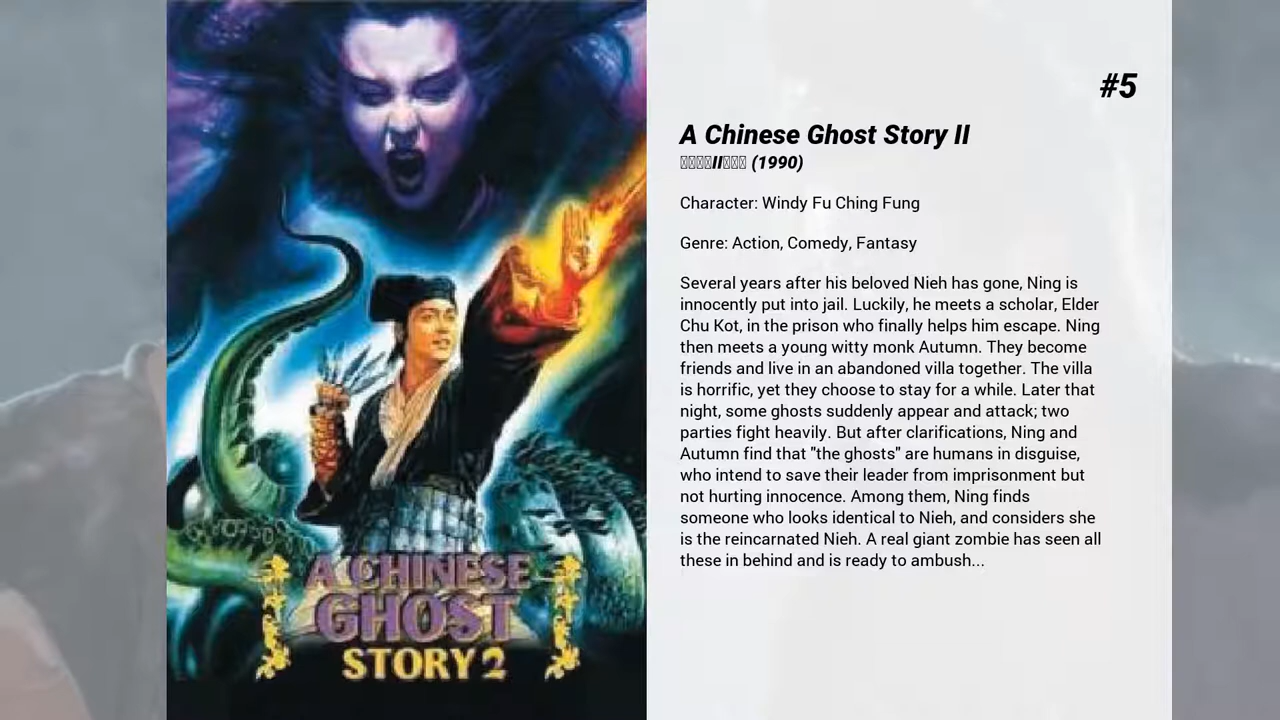 #5
A Chinese Ghost Story II
II (1990)
Character: Windy Fu Ching Fung
Genre: Action, Comedy, Fantasy
Several years after his beloved Nieh has gone, Ning is
innocently put into jail. Luckily, he meets a scholar, Elder
Chu Kot, in the prison who finally helps him escape. Ning
then meets a young witty monk Autumn. They become
friends and live in an abandoned villa together. The villa
is horrific, yet they choose to stay for a while. Later that
night, some ghosts suddenly appear and attack; two
parties fight heavily. But after clarifications, Ning and
Autumn find that "the ghosts" are humans in disguise,
who intend to save their leader from imprisonment but
not hurting innocence. Among them, Ning finds
someone who looks identical to Nieh, and considers she
is the reincarnated Nieh. A real giant zombie has seen all
these in behind and is ready to ambush...
A CHINESE
GHOST
STORY 2